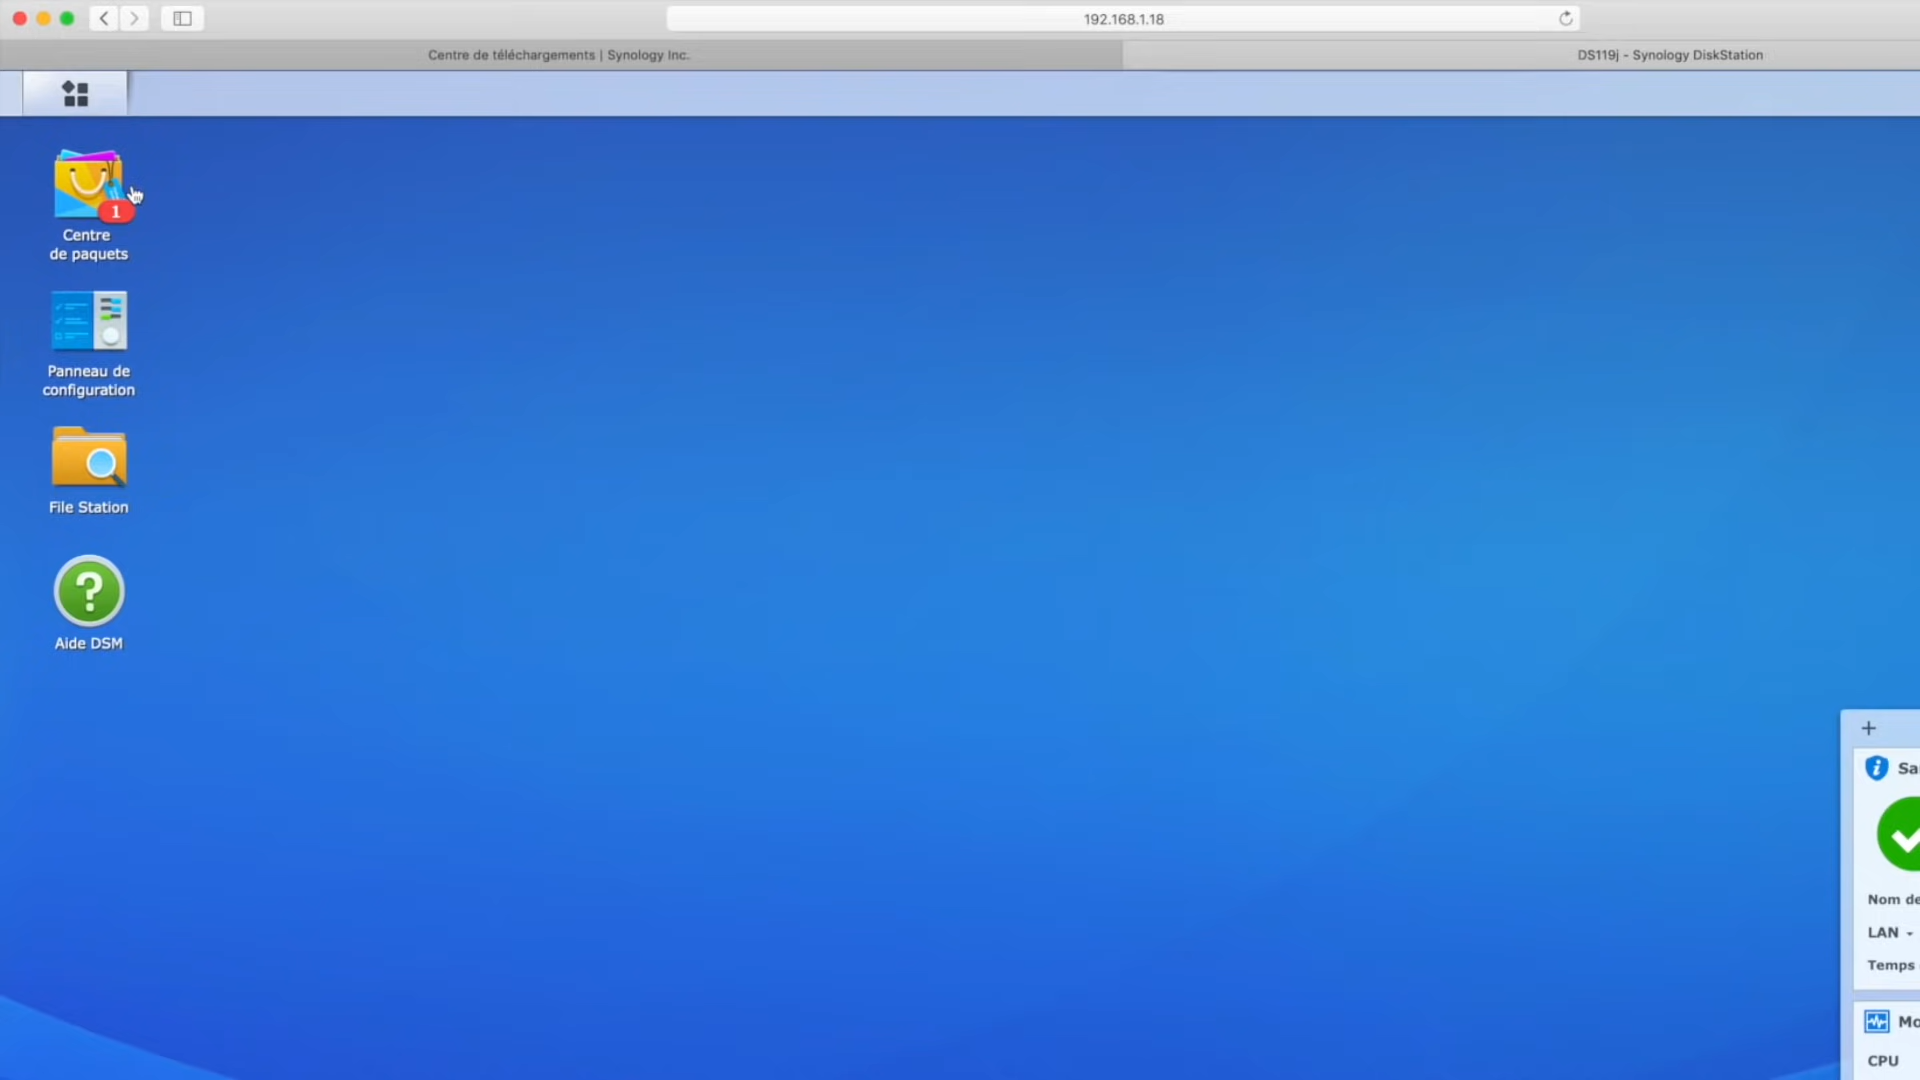 192.168.1.18
Centre de téléchargements | Synology Inc.
DS119j - Synology DiskStation
1
Centre
de paquets
Panneau de
configuration
File Station
?
Aide DSM
+
Sa
Nom de
LAN
Temps
Mo
CPU